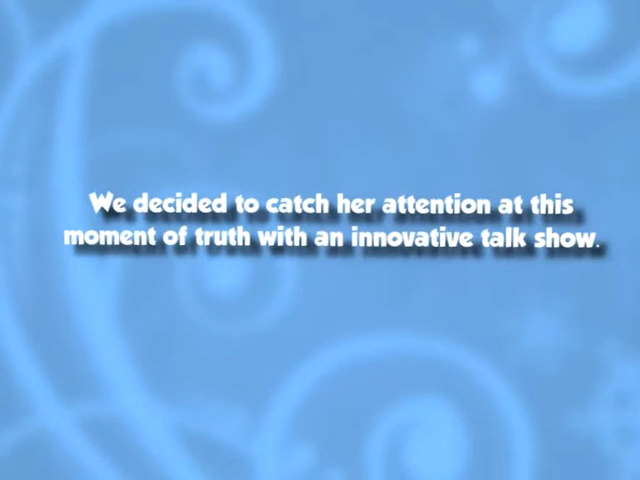 We decided to catch her attention at this
moment of truth with an innovative talk show.